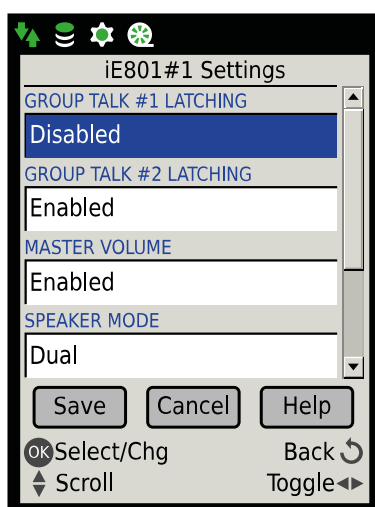 iE801#1 Settings
GROUP TALK #1 LATCHING
Disabled
GROUP TALK #2 LATCHING
Enabled
MASTER VOLUME
Enabled
SPEAKER MODE
Dual
Save Cancel Help
OK Select/Chg Back
Scroll Toggle